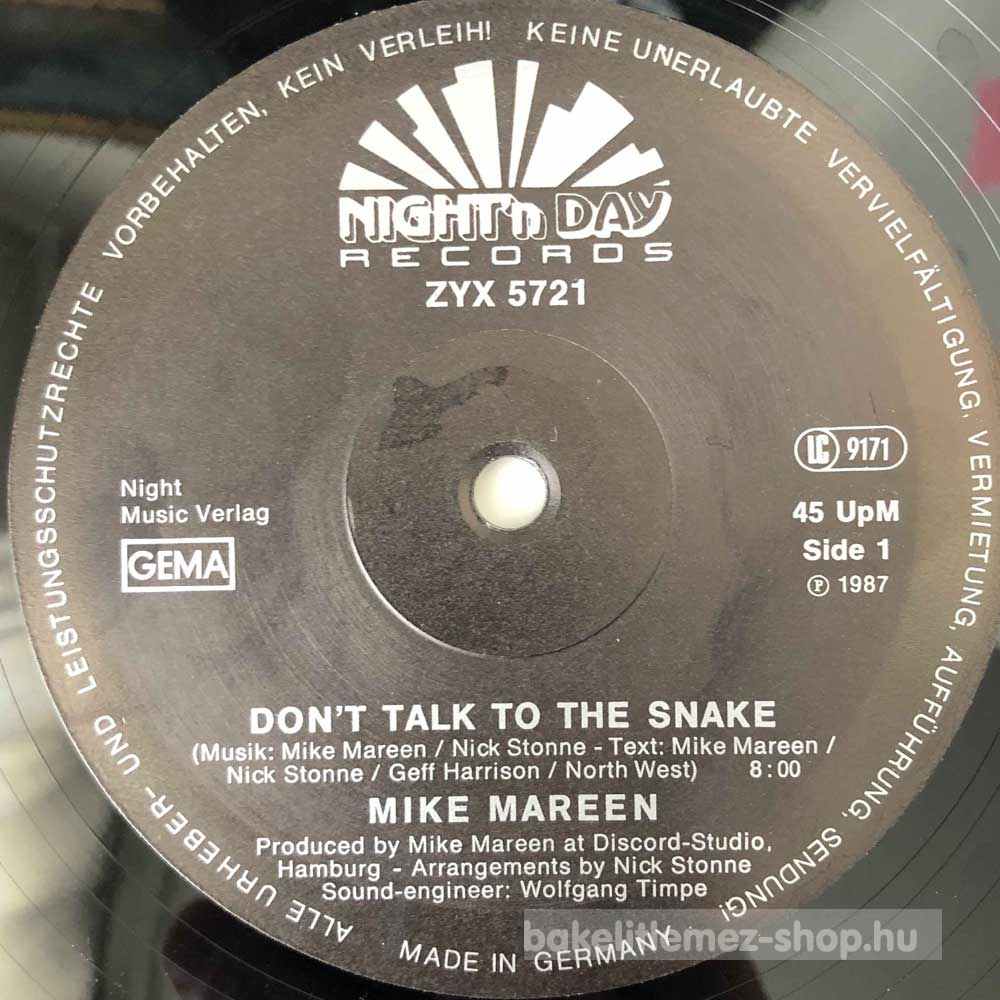 ALLE URHEBER- UND LEISTUNGSSCHUTZRECHTE VORBEHALTEN, KEIN VERLEIH! KEINE UNERLAUBTE VERVIELFÄLTIGUNG, VERMIETUNG, AUFFÜHRUNG, SENDUNG!
NIGHT'n DAY
RECORDS
ZYX 5721
LC 9171
Night
Music Verlag
GEMA
45 UpM
Side 1
℗ 1987
DON'T TALK TO THE SNAKE
(Musik: Mike Mareen / Nick Stonne - Text: Mike Mareen /
Nick Stonne / Geff Harrison / North West) 8:00
MIKE MAREEN
Produced by Mike Mareen at Discord-Studio,
Hamburg - Arrangements by Nick Stonne
Sound-engineer: Wolfgang Timpe
MADE IN GERMANY
bakelitlemez-shop.hu